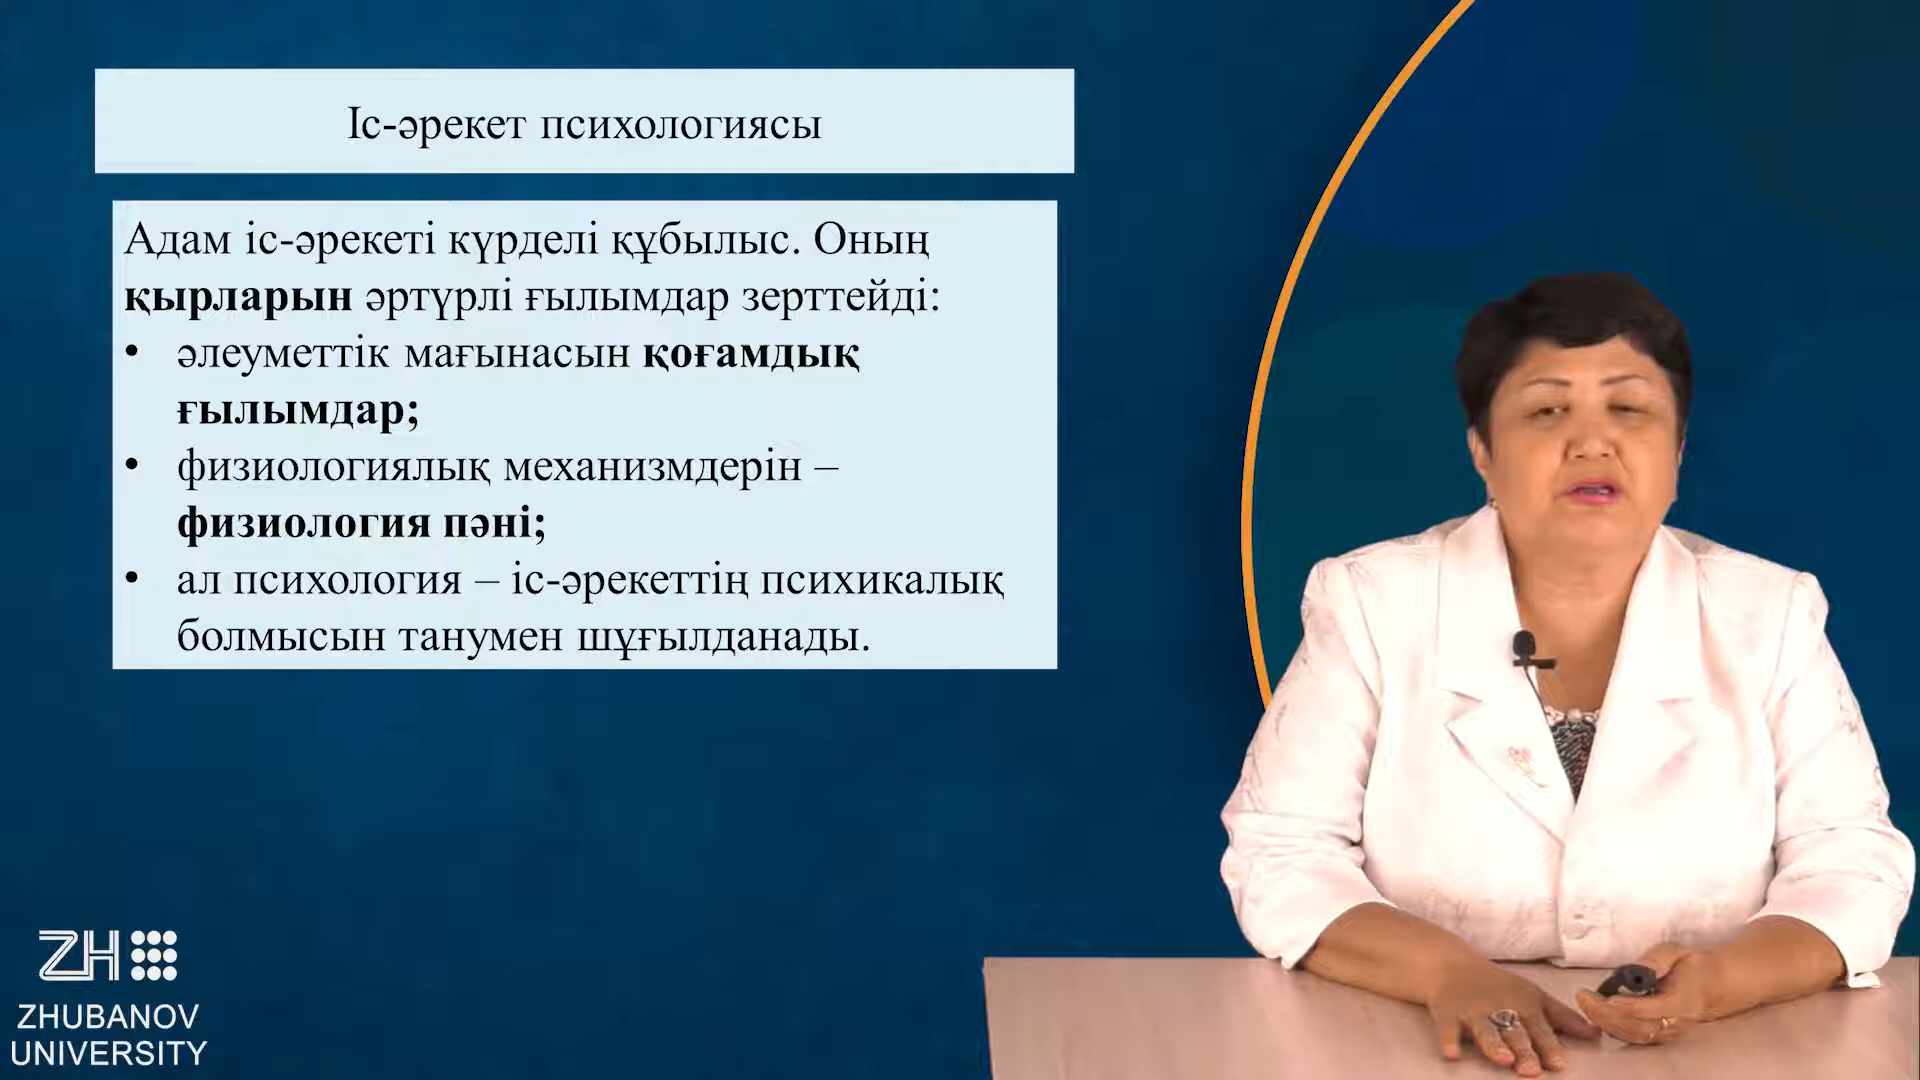 Іс-әрекет психологиясы
Адам іс-әрекеті күрделі құбылыс. Оның
қырларын әртүрлі ғылымдар зерттейді:
• әлеуметтік мағынасын қоғамдық
ғылымдар;
• физиологиялық механизмдерін –
физиология пәні;
• ал психология – іс-әрекеттің психикалық
болмысын танумен шұғылданады.
ZH
ZHUBANOV
UNIVERSITY